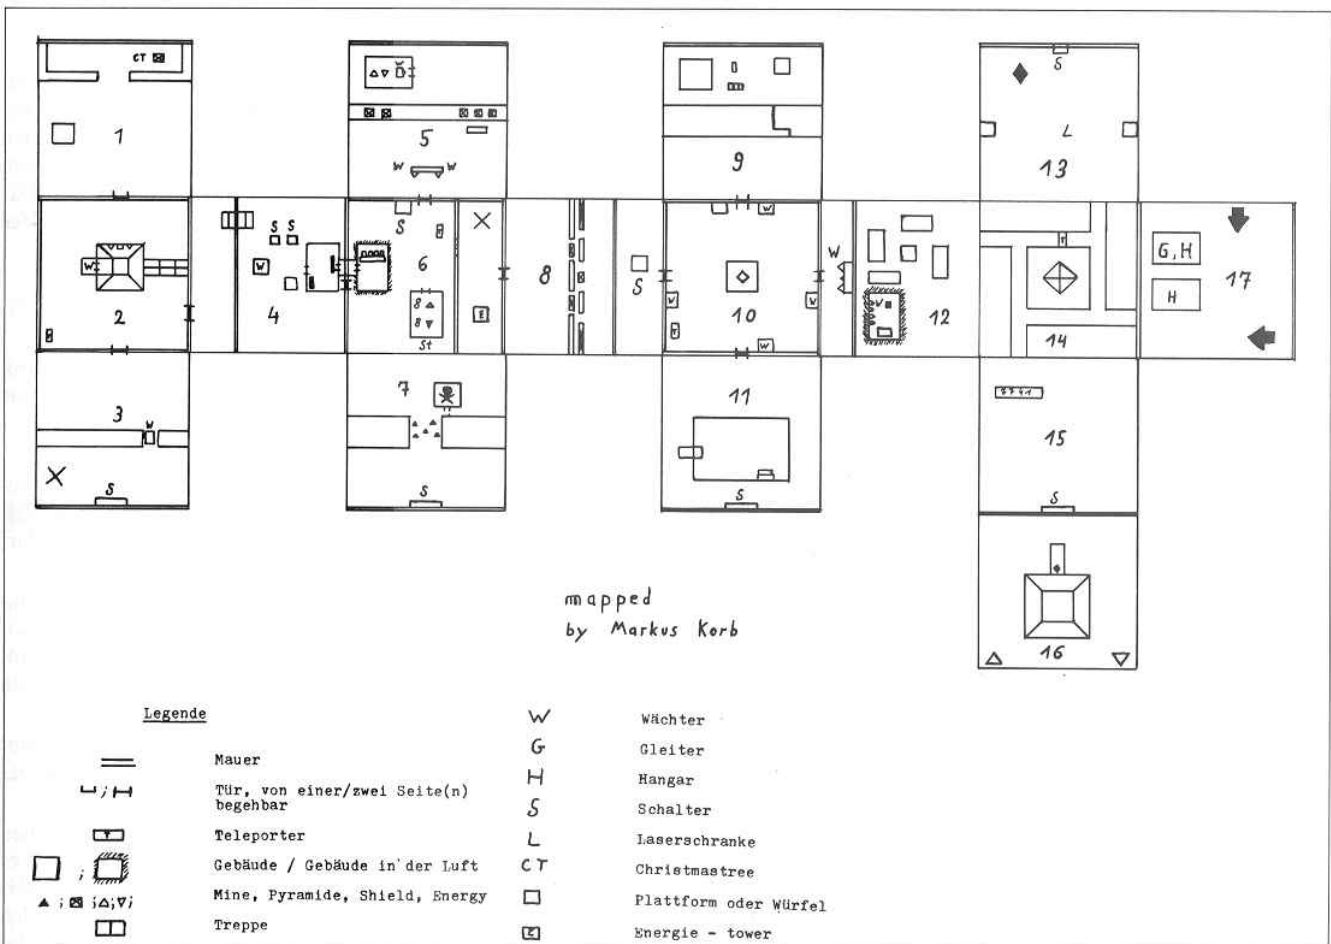 CT
S
1
5
W W
9
L
13
S S
S
6
G, H
W
W
8
W
W
4
8
S
W W
10
12
17
H
2
8
E
St
W
14
3
W
7
11
15
S
S
S
S
16
mapped
by Markus Korb
Legende
Mauer
Tür, von einer/zwei Seite(n)
begehbar
Teleporter
Gebäude / Gebäude in der Luft
Mine, Pyramide, Shield, Energy
Treppe
W Wächter
G Gleiter
H Hangar
S Schalter
L Laserschranke
CT Christmastree
Plattform oder Würfel
E Energie - tower